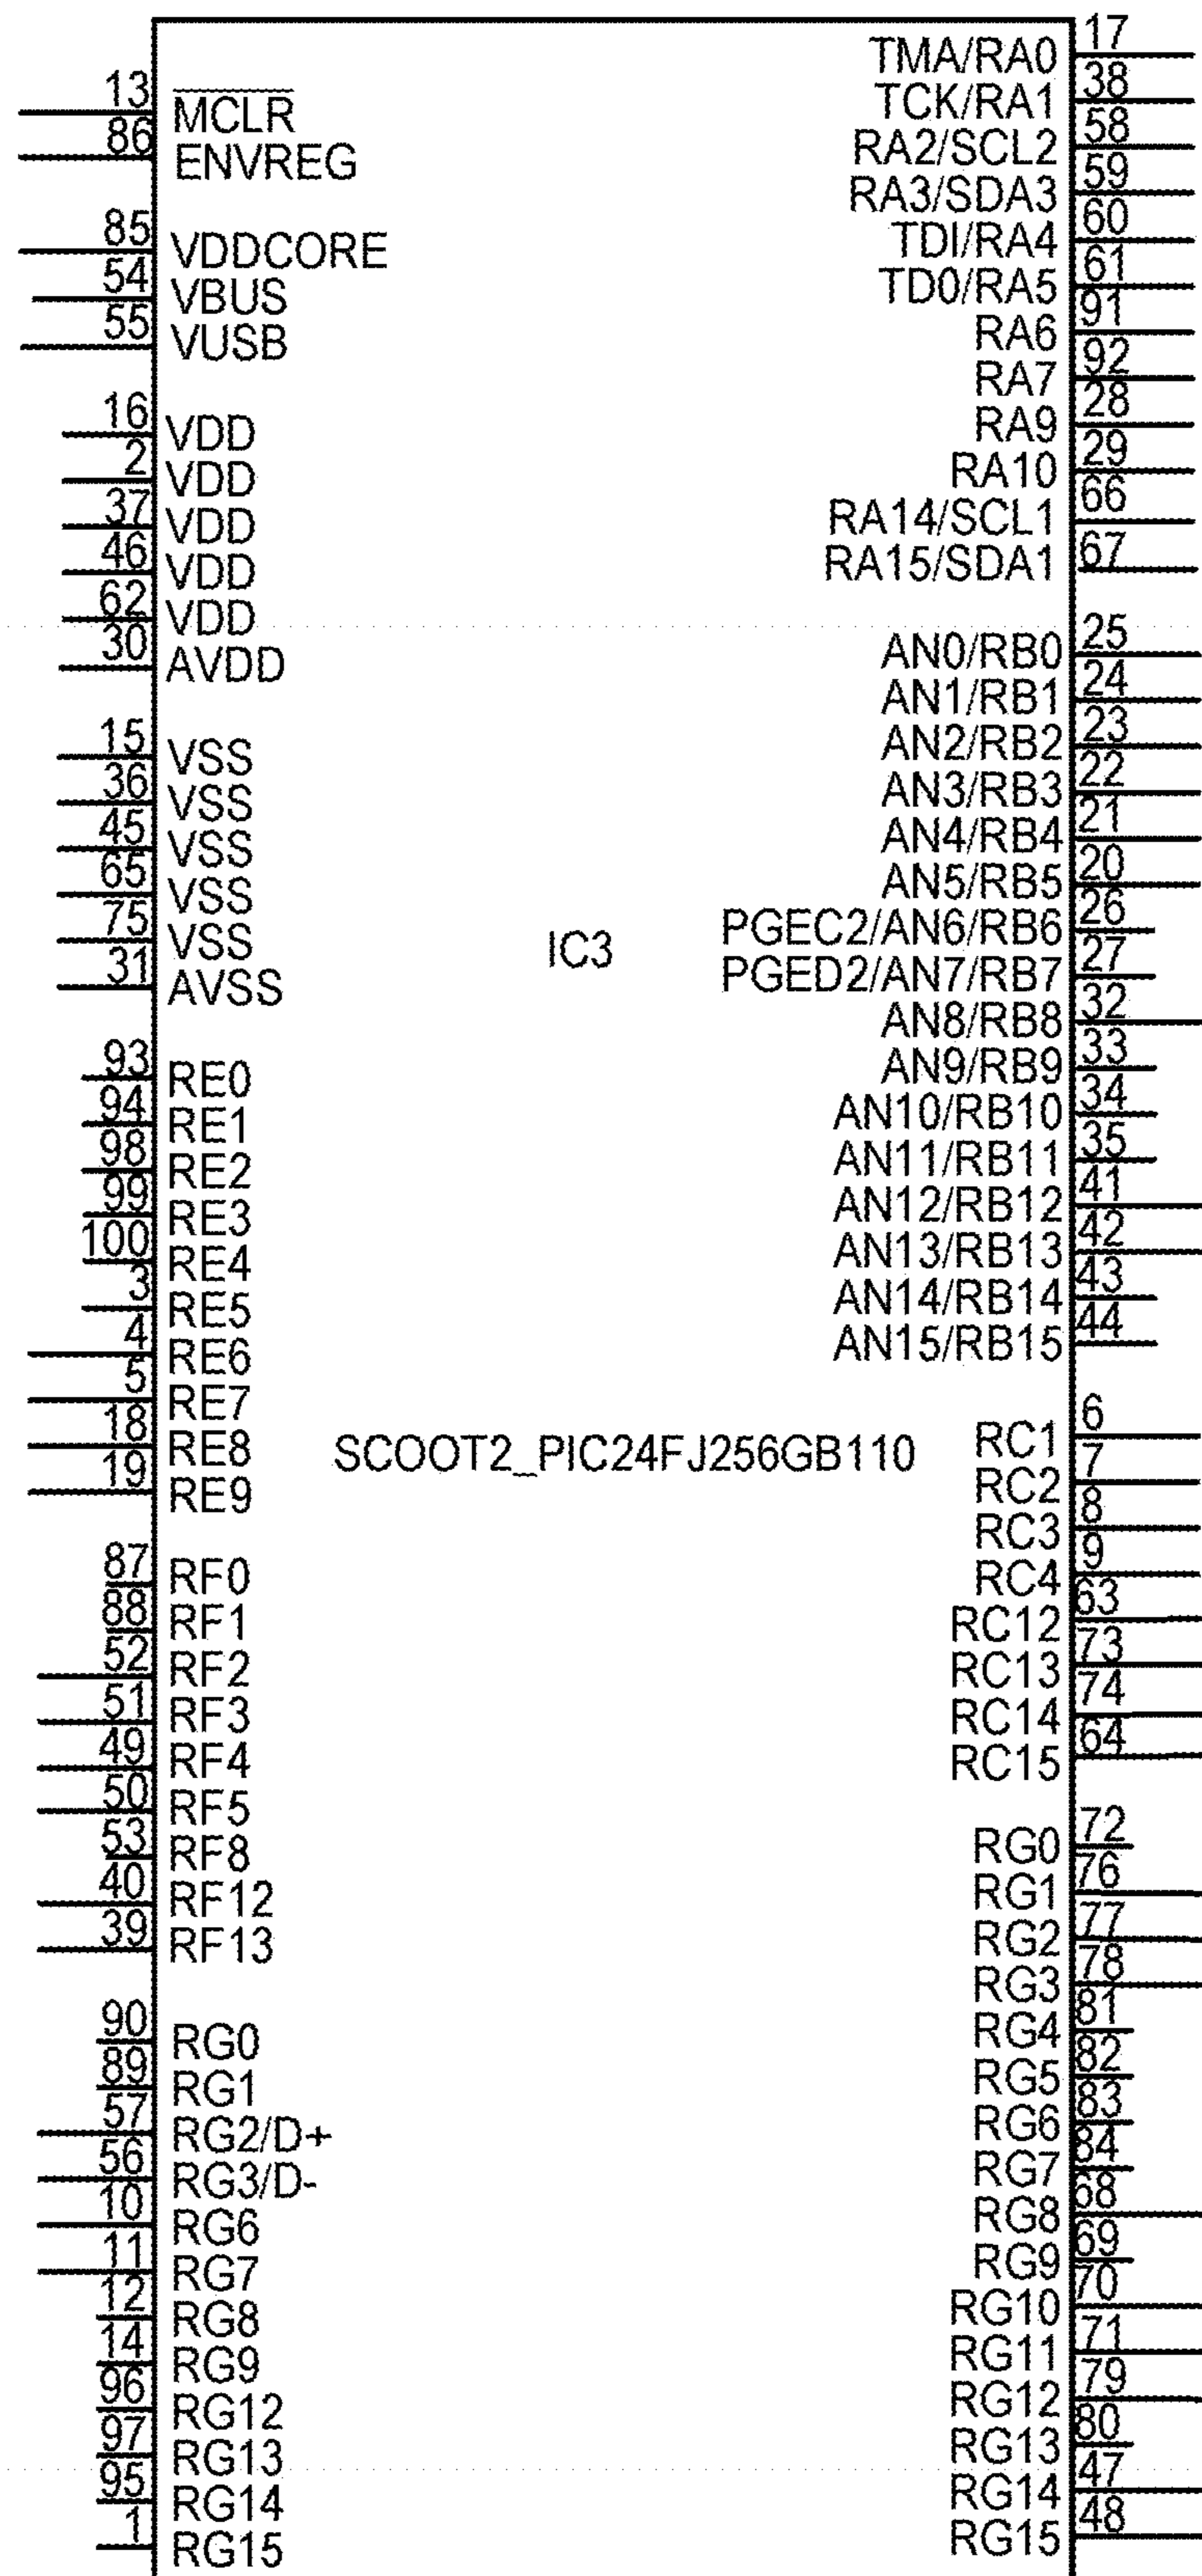 13 MCLR
86 ENVREG
85 VDDCORE
54 VBUS
55 VUSB
16 VDD
2 VDD
37 VDD
46 VDD
62 VDD
30 AVDD
15 VSS
36 VSS
45 VSS
65 VSS
75 VSS
31 AVSS
93 RE0
94 RE1
98 RE2
99 RE3
100 RE4
3 RE5
4 RE6
5 RE7
18 RE8
19 RE9
87 RF0
88 RF1
52 RF2
51 RF3
49 RF4
50 RF5
53 RF8
40 RF12
39 RF13
90 RG0
89 RG1
57 RG2/D+
56 RG3/D-
10 RG6
11 RG7
12 RG8
14 RG9
96 RG12
97 RG13
95 RG14
1 RG15
IC3
SCOOT2_PIC24FJ256GB110
TMA/RA0 17
TCK/RA1 38
RA2/SCL2 58
RA3/SDA3 59
TDI/RA4 60
TD0/RA5 61
RA6 91
RA7 92
RA9 28
RA10 29
RA14/SCL1 66
RA15/SDA1 67
AN0/RB0 25
AN1/RB1 24
AN2/RB2 23
AN3/RB3 22
AN4/RB4 21
AN5/RB5 20
PGEC2/AN6/RB6 26
PGED2/AN7/RB7 27
AN8/RB8 32
AN9/RB9 33
AN10/RB10 34
AN11/RB11 35
AN12/RB12 41
AN13/RB13 42
AN14/RB14 43
AN15/RB15 44
RC1 6
RC2 7
RC3 8
RC4 9
RC12 63
RC13 73
RC14 74
RC15 64
RG0 72
RG1 76
RG2 77
RG3 78
RG4 81
RG5 82
RG6 83
RG7 84
RG8 68
RG9 69
RG10 70
RG11 71
RG12 79
RG13 80
RG14 47
RG15 48